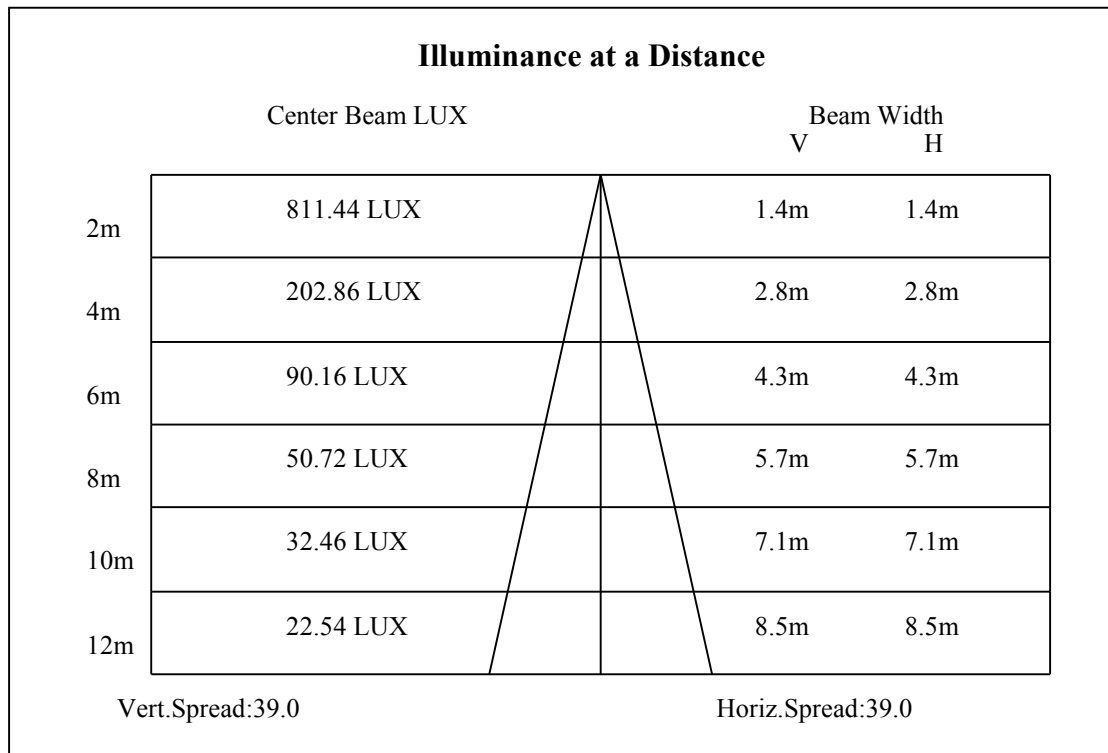 Illuminance at a Distance
Center Beam LUX Beam Width
V H
2m 811.44 LUX 1.4m 1.4m
4m 202.86 LUX 2.8m 2.8m
6m 90.16 LUX 4.3m 4.3m
8m 50.72 LUX 5.7m 5.7m
10m 32.46 LUX 7.1m 7.1m
12m 22.54 LUX 8.5m 8.5m
Vert.Spread:39.0 Horiz.Spread:39.0